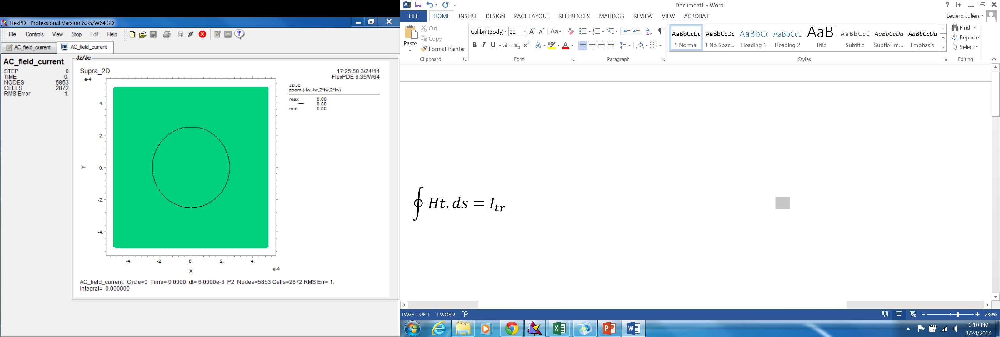 FlexPDE Professional Version 6.35/W64 3D
File Controls View Stop Edit Help
AC_field_current AC_field_current
AC_field_current
STEP 0
TIME 0.
NODES 5853
CELLS 2872
RMS Error 1.
Jz/Jc
Supra_2D
17:25:50 3/24/14
FlexPDE 6.35/W64
e-4
Jz/Jc
zoom (-lw,-lw,2*lw,2*lw)
max 0.00
0.00
min 0.00
4.
2.
0.
-2.
-4.
Y
-4. -2. 0. 2. 4.
X
e-4
AC_field_current: Cycle=0 Time= 0.0000 dt= 6.0000e-6 P2 Nodes=5853 Cells=2872 RMS Err= 1.
Integral= 0.000000
Document1 - Word
FILE HOME INSERT DESIGN PAGE LAYOUT REFERENCES MAILINGS REVIEW VIEW ACROBAT
Leclerc, Julien
Paste
Cut
Copy
Format Painter
Clipboard
Calibri (Body) 11
Font
Paragraph
AaBbCcDc AaBbCcDc AaBbCc AaBbCcD AaB AaBbCcD AaBbCcDa AaBbCcDa
¶ Normal ¶ No Spac... Heading 1 Heading 2 Title Subtitle Subtle Em... Emphasis
Styles
Find
Replace
Select
Editing
∮ Ht. ds = I_tr
PAGE 1 OF 1 1 WORD
230%
6:10 PM
3/24/2014